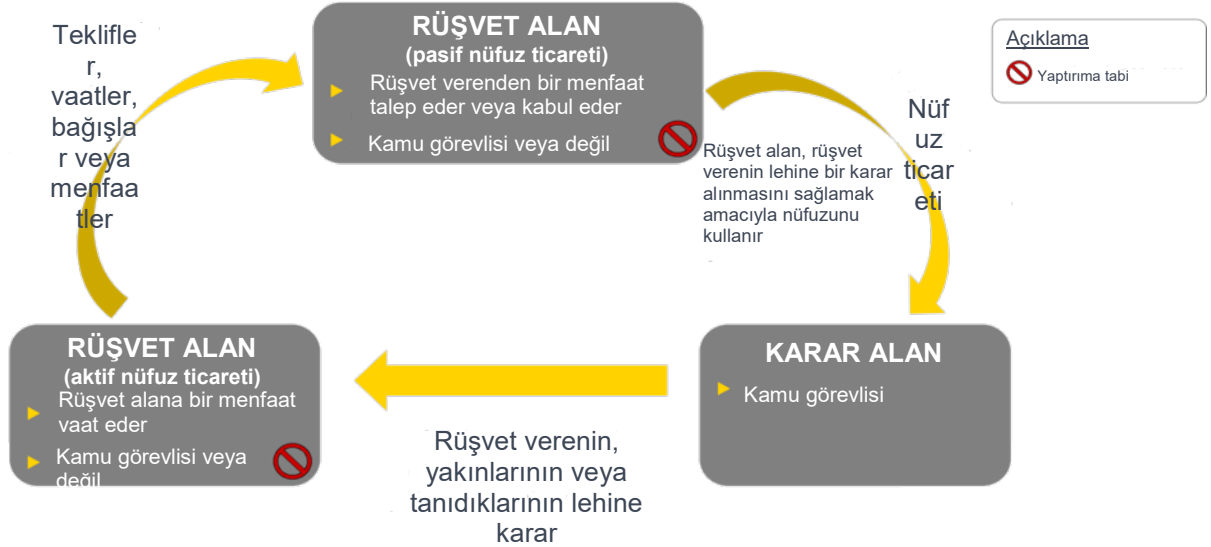 Teklifle
r,
vaatler,
bağışla
r veya
menfaa
tler
RÜŞVET ALAN
(pasif nüfuz ticareti)
Rüşvet verenden bir menfaat
talep eder veya kabul eder
Kamu görevlisi veya değil
Açıklama
Yaptırıma tabi
Nüf
uz
ticar
eti
Rüşvet alan, rüşvet
verenin lehine bir karar
alınmasını sağlamak
amacıyla nüfuzunu
kullanır
RÜŞVET ALAN
(aktif nüfuz ticareti)
Rüşvet alana bir menfaat
vaat eder
Kamu görevlisi veya
değil
KARAR ALAN
Kamu görevlisi
Rüşvet verenin,
yakınlarının veya
tanıdıklarının lehine
karar